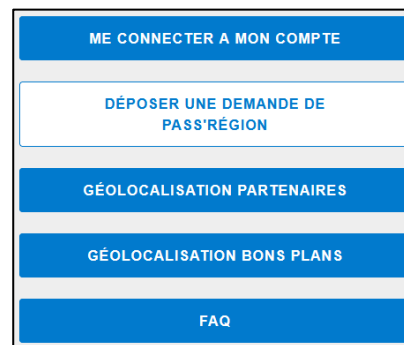 ME CONNECTER A MON COMPTE
DÉPOSER UNE DEMANDE DE
PASS'RÉGION
GÉOLOCALISATION PARTENAIRES
GÉOLOCALISATION BONS PLANS
FAQ